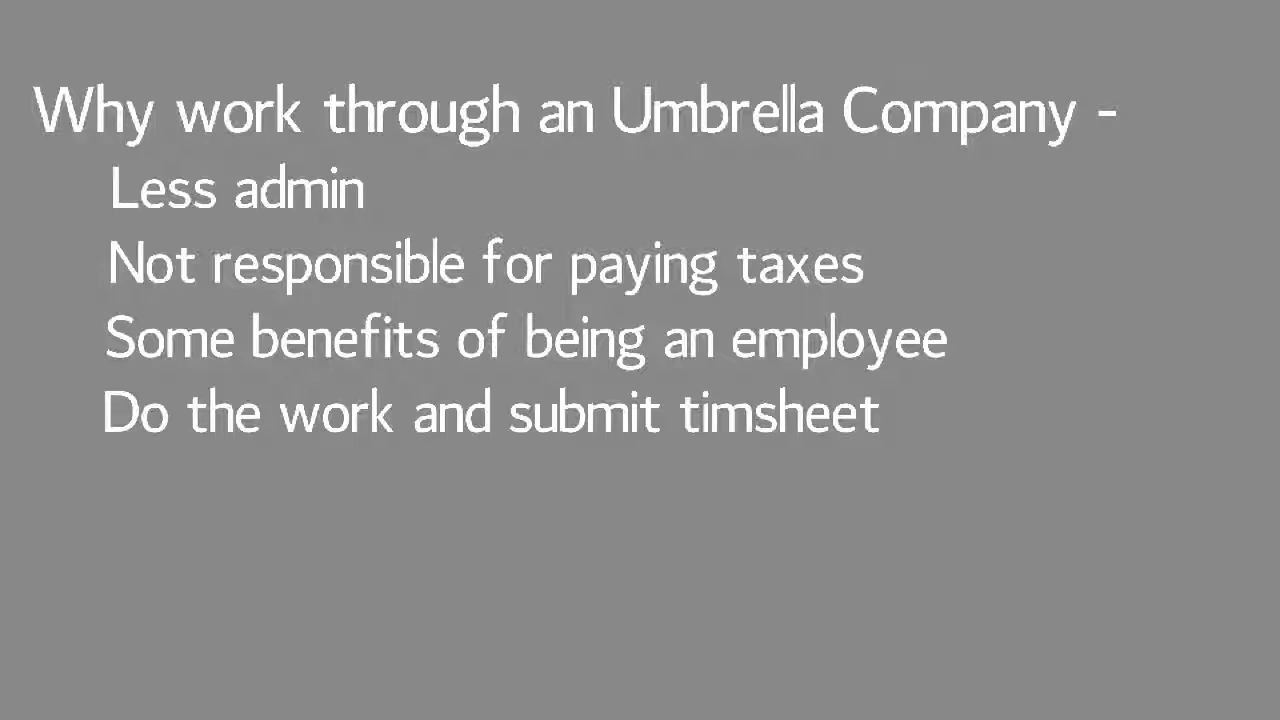 Why work through an Umbrella Company -
Less admin
Not responsible for paying taxes
Some benefits of being an employee
Do the work and submit timsheet